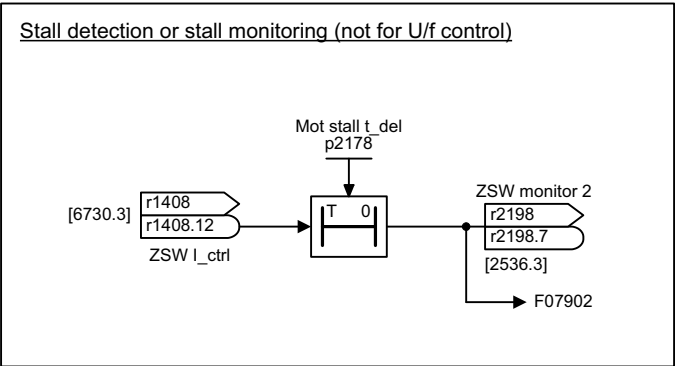 Stall detection or stall monitoring (not for U/f control)
Mot stall t_del
p2178
[6730.3]
r1408
r1408.12
ZSW I_ctrl
T 0
ZSW monitor 2
r2198
r2198.7
[2536.3]
F07902